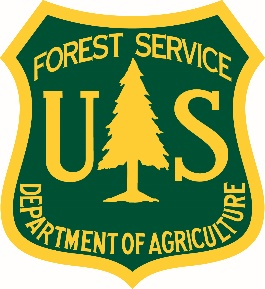 FOREST SERVICE
U S
DEPARTMENT OF AGRICULTURE